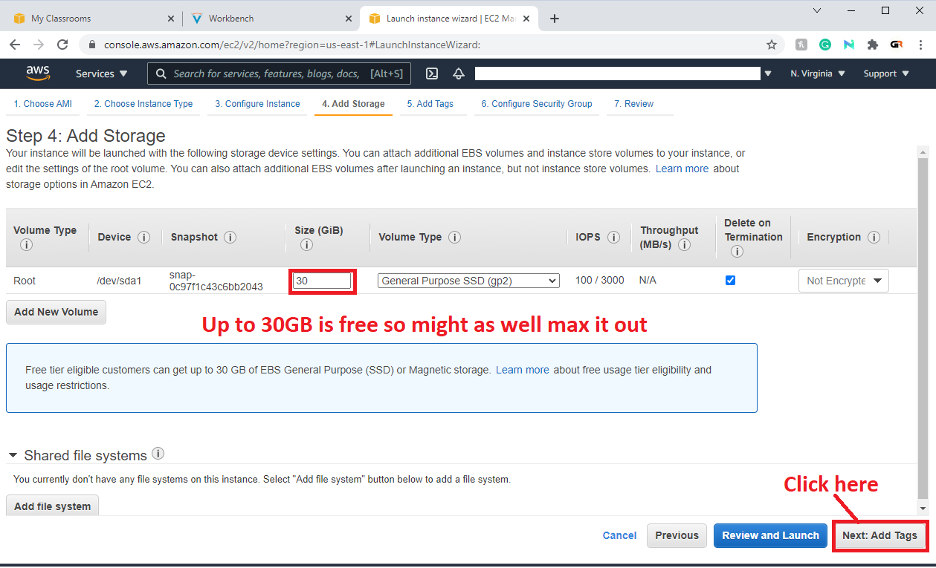 My Classrooms
Workbench
Launch instance wizard | EC2 Ma
console.aws.amazon.com/ec2/v2/home?region=us-east-1#LaunchInstanceWizard:
aws
Services
Search for services, features, blogs, docs, [Alt+S]
N. Virginia
Support
1. Choose AMI
2. Choose Instance Type
3. Configure Instance
4. Add Storage
5. Add Tags
6. Configure Security Group
7. Review
Step 4: Add Storage
Your instance will be launched with the following storage device settings. You can attach additional EBS volumes and instance store volumes to your instance, or
edit the settings of the root volume. You can also attach additional EBS volumes after launching an instance, but not instance store volumes. Learn more about
storage options in Amazon EC2.
Volume Type
Device
Snapshot
Size (GiB)
Volume Type
IOPS
Throughput
(MB/s)
Delete on
Termination
Encryption
Root
/dev/sda1
snap-
0c97f1c43c6bb2043
30
General Purpose SSD (gp2)
100 / 3000
N/A
Not Encrypte
Add New Volume
Up to 30GB is free so might as well max it out
Free tier eligible customers can get up to 30 GB of EBS General Purpose (SSD) or Magnetic storage. Learn more about free usage tier eligibility and
usage restrictions.
Shared file systems
You currently don't have any file systems on this instance. Select "Add file system" button below to add a file system.
Add file system
Click here
Cancel
Previous
Review and Launch
Next: Add Tags